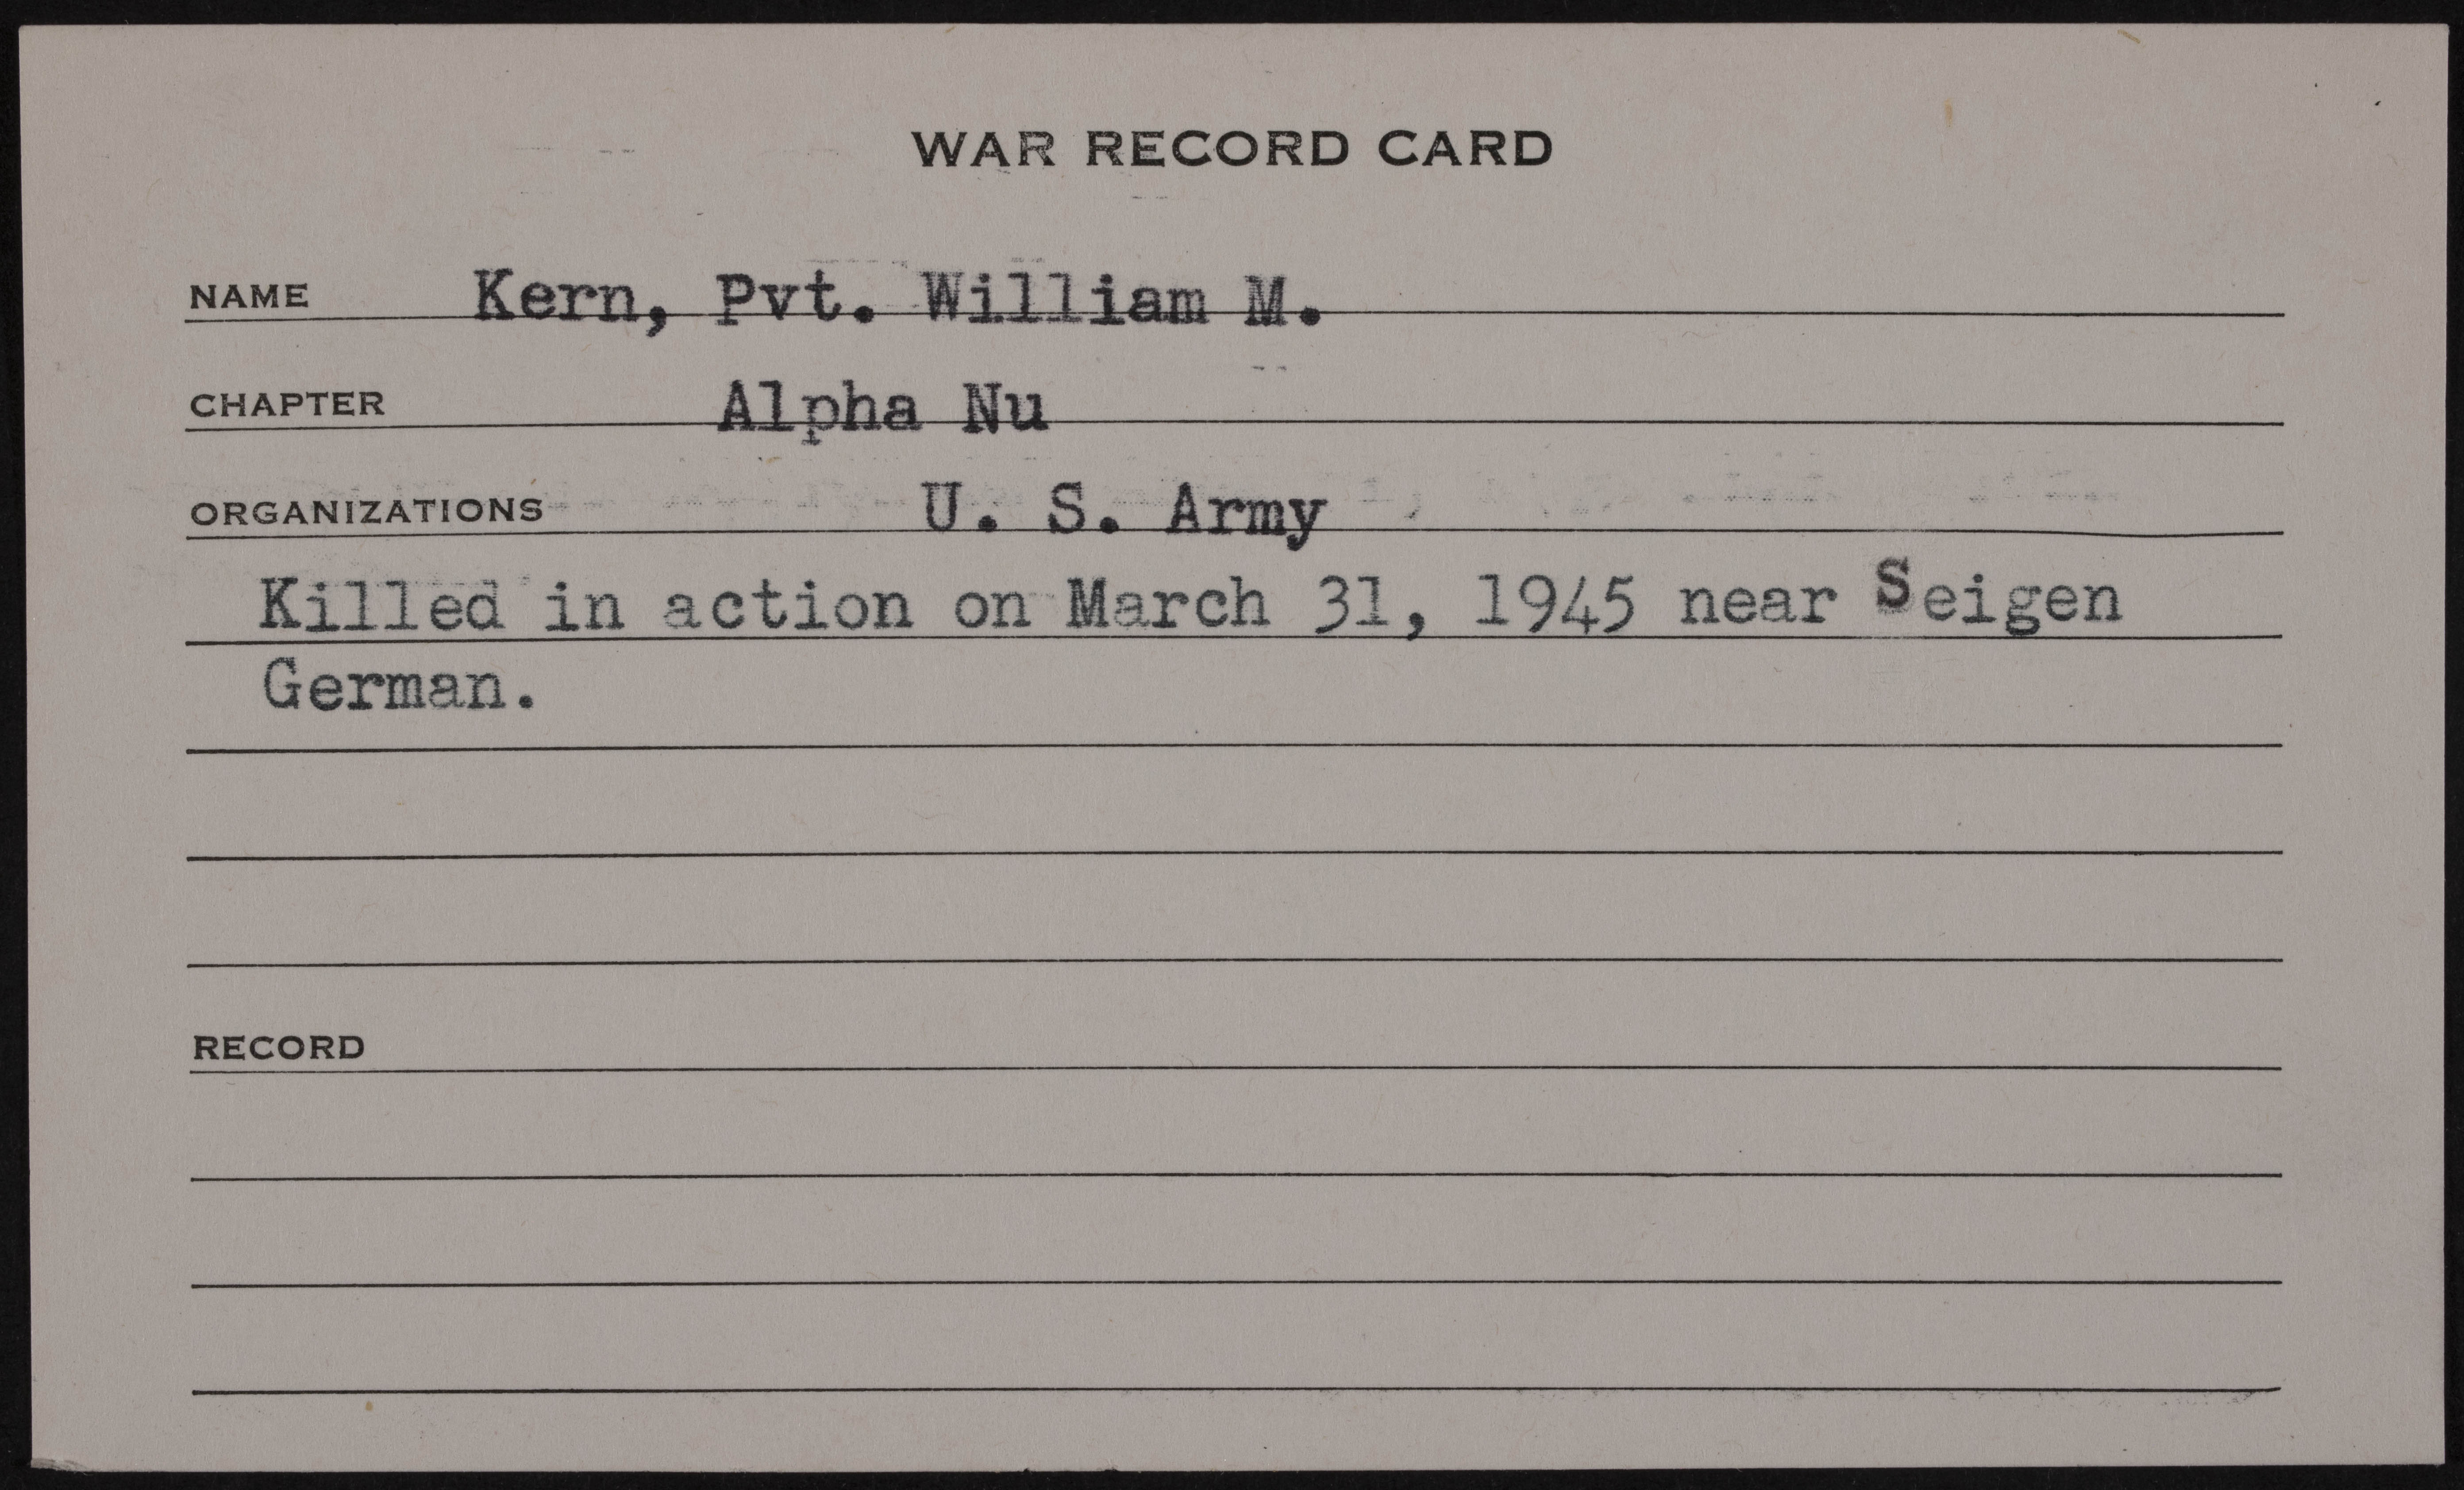 WAR RECORD CARD
NAME Kern, Pvt. William M.
CHAPTER Alpha Nu
ORGANIZATIONS U. S. Army
Killed in action on March 31, 1945 near Seigen
German.
RECORD